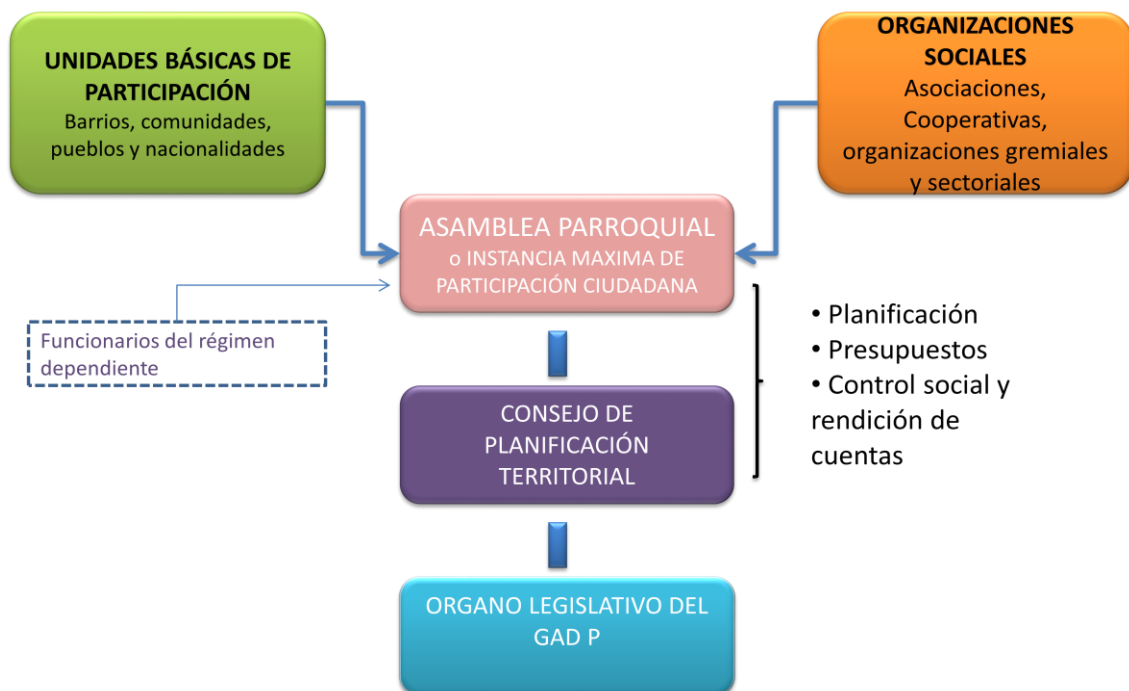 UNIDADES BÁSICAS DE
PARTICIPACIÓN
Barrios, comunidades,
pueblos y nacionalidades
ORGANIZACIONES
SOCIALES
Asociaciones,
Cooperativas,
organizaciones gremiales
y sectoriales
ASAMBLEA PARROQUIAL
o INSTANCIA MAXIMA DE
PARTICIPACIÓN CIUDADANA
Funcionarios del régimen
dependiente
• Planificación
• Presupuestos
• Control social y
rendición de
cuentas
CONSEJO DE
PLANIFICACIÓN
TERRITORIAL
ORGANO LEGISLATIVO DEL
GAD P